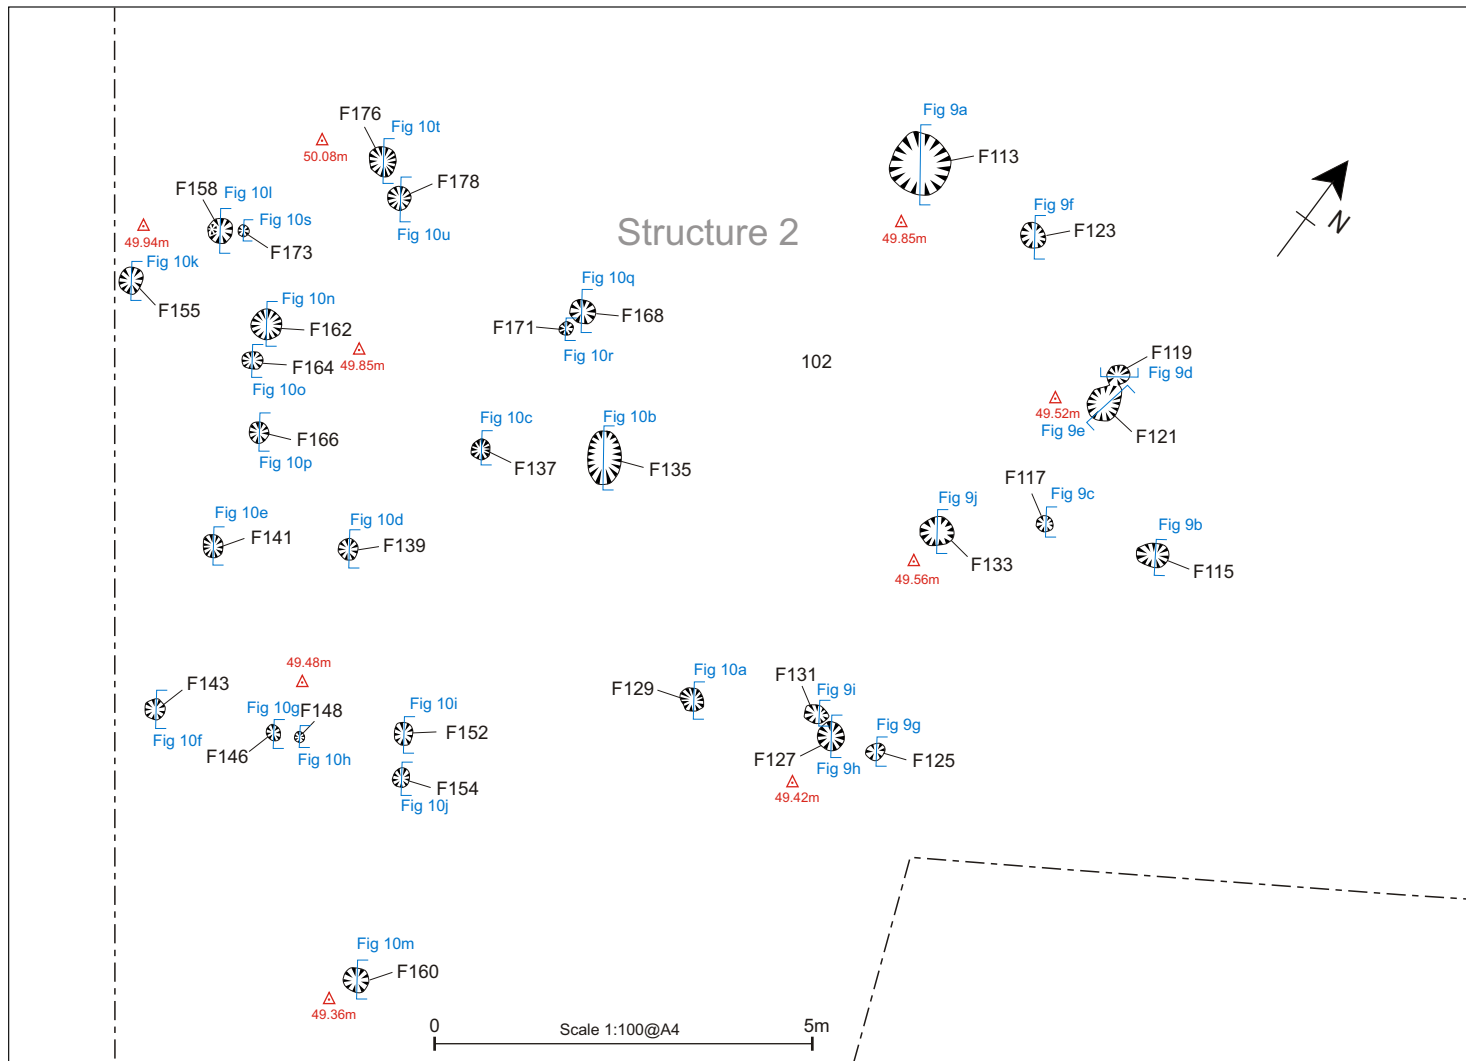 Fig 9a
F176
Fig 10t
50.08m
F113
F178
F158
Fig 10l
Fig 10s
Fig 9f
49.94m
Structure 2
49.85m
F123
Fig 10u
F173
Fig 10k
F155
Fig 10n
Fig 10q
F162
F171
F168
49.85m
F164
Fig 10r
102
F119
Fig 9d
Fig 10o
49.52m
Fig 10c
Fig 10b
Fig 9e
F121
F166
Fig 10p
F137
F135
F117
Fig 9c
Fig 9j
Fig 10e
Fig 10d
Fig 9b
F141
F139
F133
49.56m
F115
49.48m
F143
F129
Fig 10a
F131
Fig 9i
Fig 10g
F148
Fig 10i
Fig 9g
Fig 10f
F146
Fig 10h
F152
F127
Fig 9h
F125
F154
Fig 10j
49.42m
Fig 10m
F160
49.36m
0
Scale 1:100@A4
5m
N